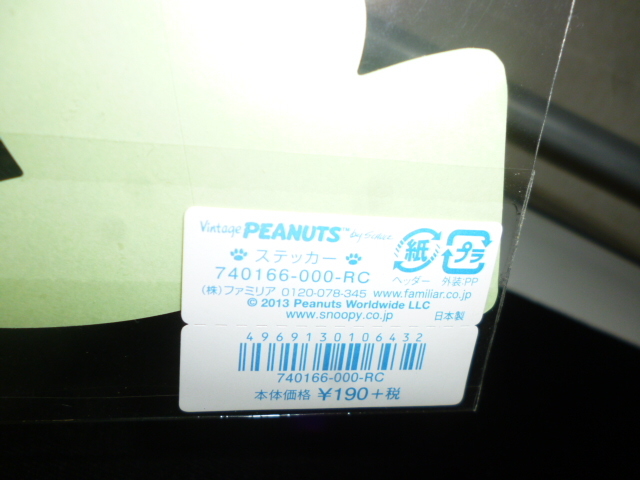 Vintage PEANUTS™ by Schulz
ステッカー
740166-000-RC
紙
プラ
ヘッダー
外装:PP
(株)ファミリア 0120-078-345 www.familiar.co.jp
© 2013 Peanuts Worldwide LLC
www.snoopy.co.jp
日本製
4969130106432
740166-000-RC
本体価格 ¥190+税